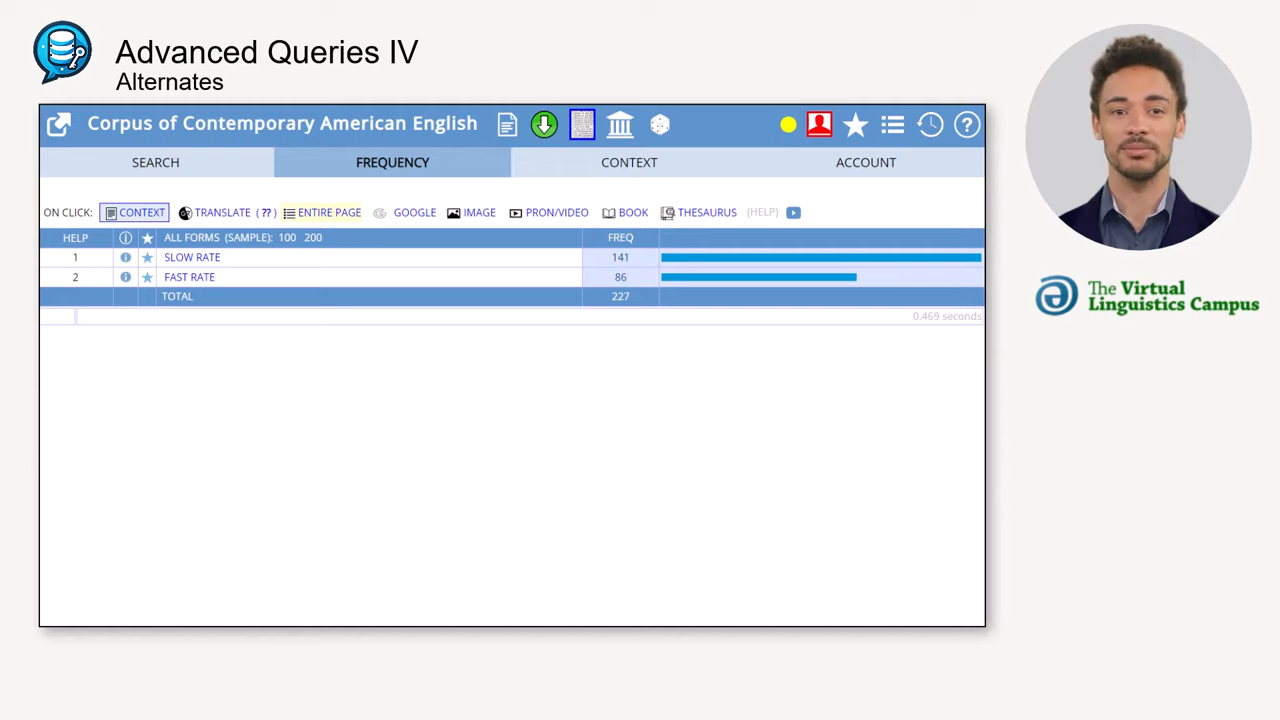 Advanced Queries IV
Alternates
Corpus of Contemporary American English
SEARCH FREQUENCY CONTEXT ACCOUNT
ON CLICK: CONTEXT TRANSLATE (??) ENTIRE PAGE GOOGLE IMAGE PRON/VIDEO BOOK THESAURUS (HELP)
HELP ALL FORMS (SAMPLE): 100 200 FREQ
1 SLOW RATE 141
2 FAST RATE 86
TOTAL 227
0.469 seconds
The Virtual
Linguistics Campus